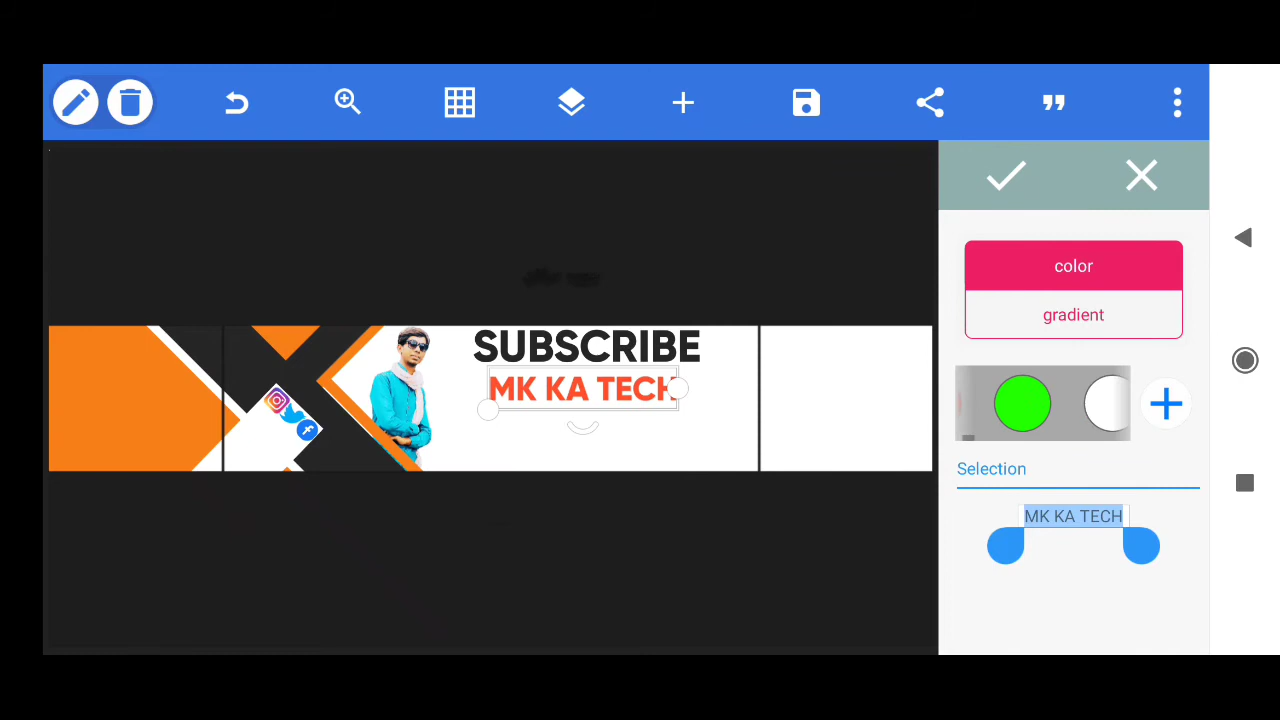 SUBSCRIBE
MK KA TECH
color
gradient
Selection
MK KA TECH